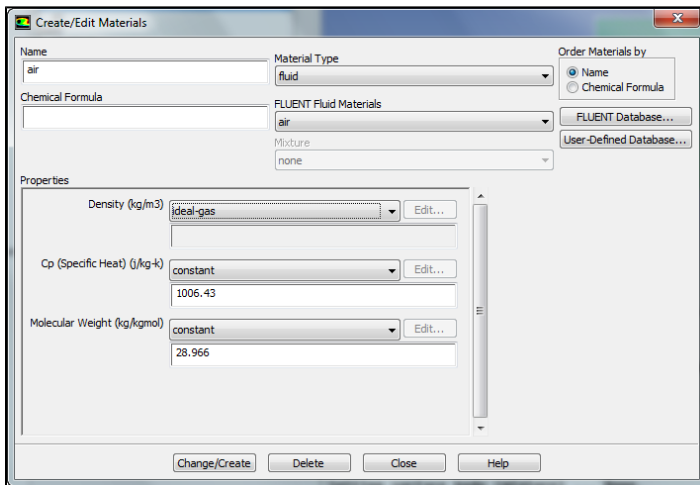 Create/Edit Materials
Name
air
Chemical Formula
Material Type
fluid
FLUENT Fluid Materials
air
Mixture
none
Order Materials by
Name
Chemical Formula
FLUENT Database...
User-Defined Database...
Properties
Density (kg/m3)
ideal-gas
Edit...
Cp (Specific Heat) (j/kg-k)
constant
Edit...
1006.43
Molecular Weight (kg/kgmol)
constant
Edit...
28.966
Change/Create
Delete
Close
Help